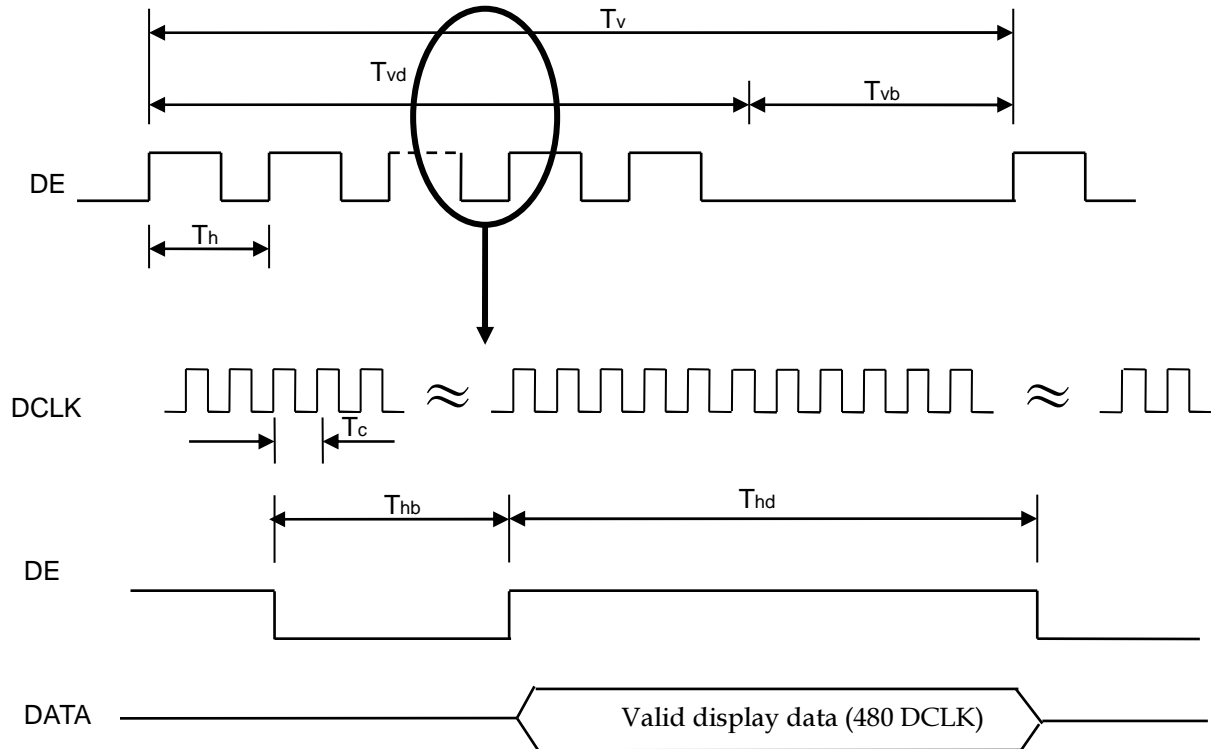 Tv
Tvd
Tvb
DE
Th
DCLK
≈
≈
Tc
Thb
Thd
DE
DATA
Valid display data (480 DCLK)